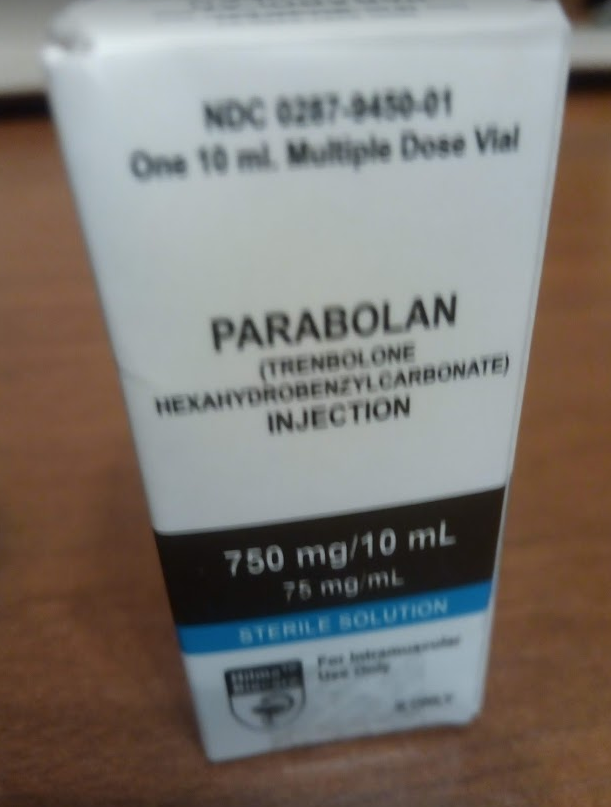 NDC 0287-9450-01
One 10 ml. Multiple Dose Vial
PARABOLAN
(TRENBOLONE
HEXAHYDROBENZYLCARBONATE)
INJECTION
750 mg/10 mL
75 mg/mL
STERILE SOLUTION
For Intramuscular
Use Only